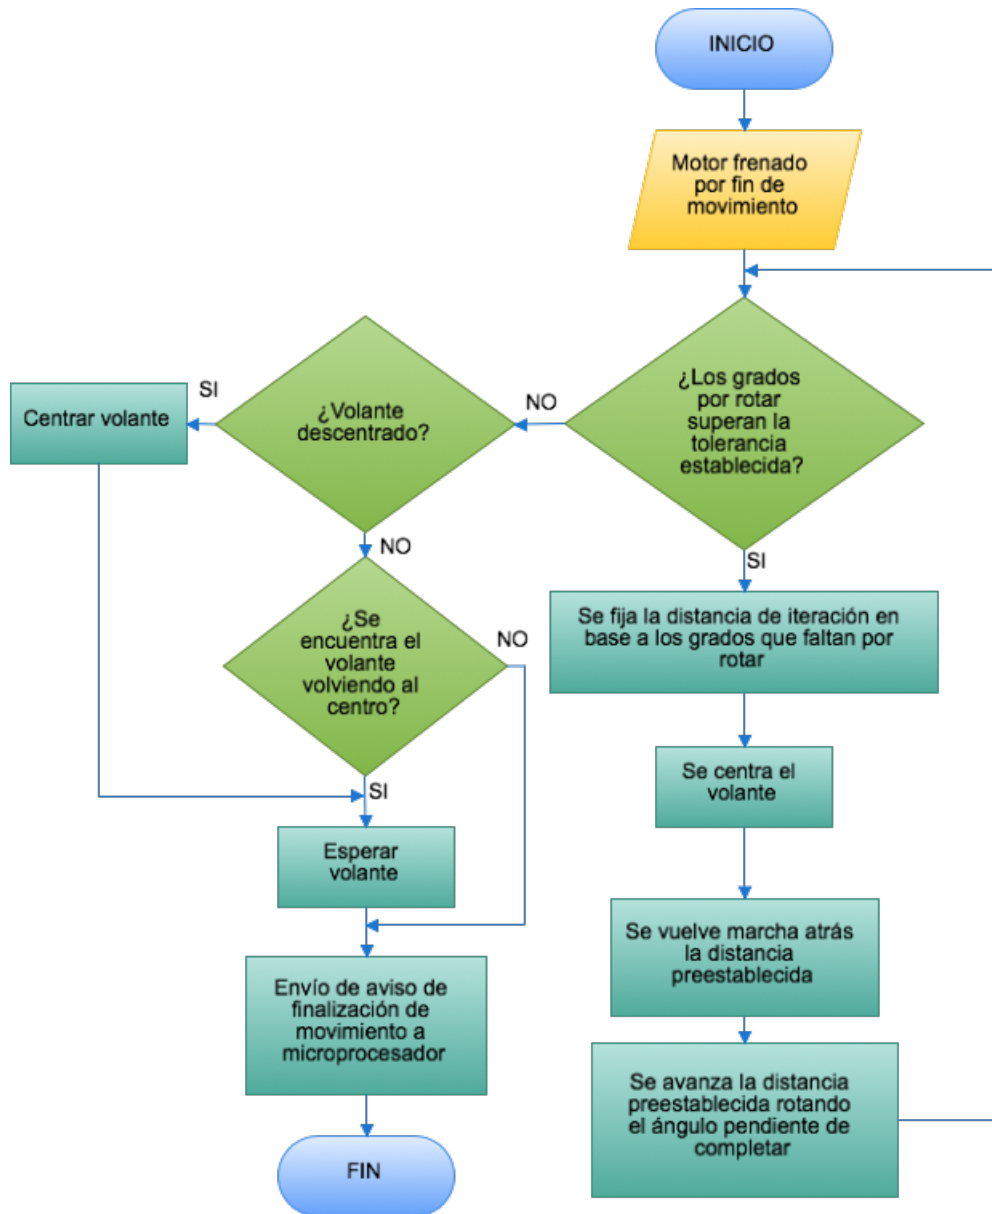 INICIO
Motor frenado
por fin de
movimiento
¿Los grados
por rotar
superan la
tolerancia
establecida?
NO
SI
¿Volante
descentrado?
SI
Centrar volante
NO
¿Se
encuentra el
volante
volviendo al
centro?
NO
SI
Esperar
volante
Envío de aviso de
finalización de
movimiento a
microprocesador
FIN
Se fija la distancia de iteración en
base a los grados que faltan por
rotar
Se centra el
volante
Se vuelve marcha atrás
la distancia
preestablecida
Se avanza la distancia
preestablecida rotando
el ángulo pendiente de
completar